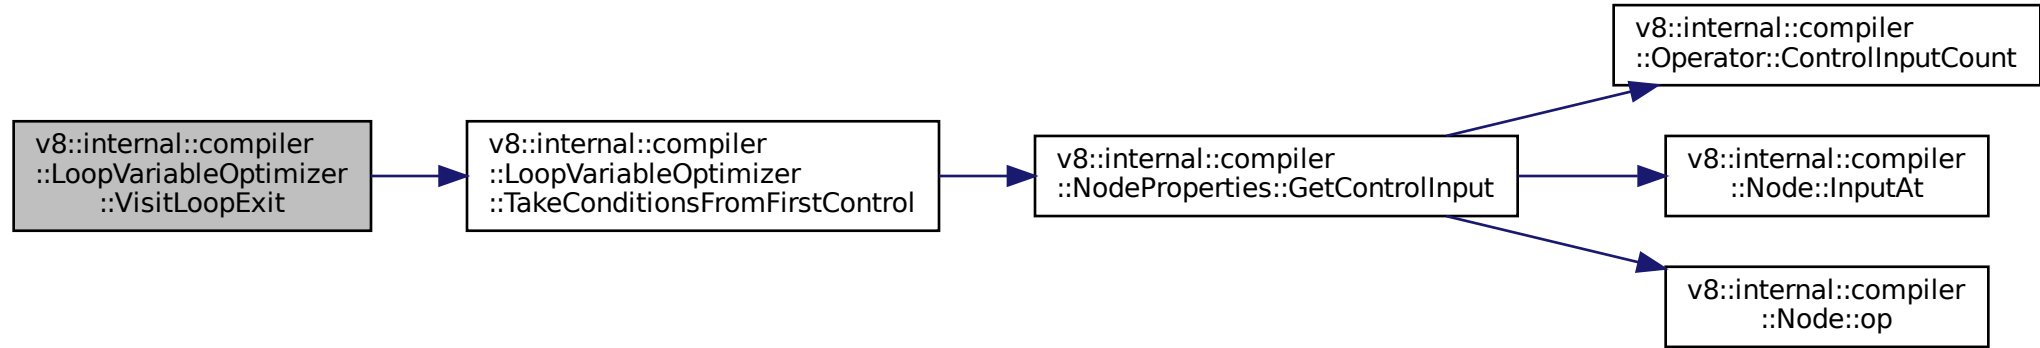 v8::internal::compiler
::LoopVariableOptimizer
::VisitLoopExit
v8::internal::compiler
::LoopVariableOptimizer
::TakeConditionsFromFirstControl
v8::internal::compiler
::NodeProperties::GetControlInput
v8::internal::compiler
::Operator::ControlInputCount
v8::internal::compiler
::Node::InputAt
v8::internal::compiler
::Node::op